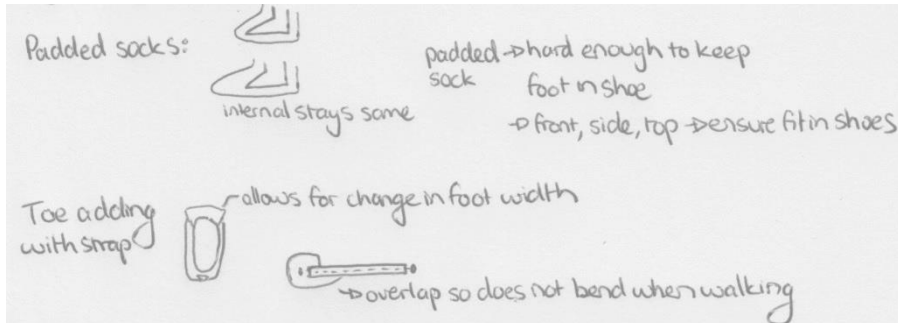 Padded socks:
internal stays same
padded → hard enough to keep
sock
foot in shoe
→ front, side, top → ensure fit in shoes
Toe adding
with strap
allows for change in foot width
→ overlap so does not bend when walking